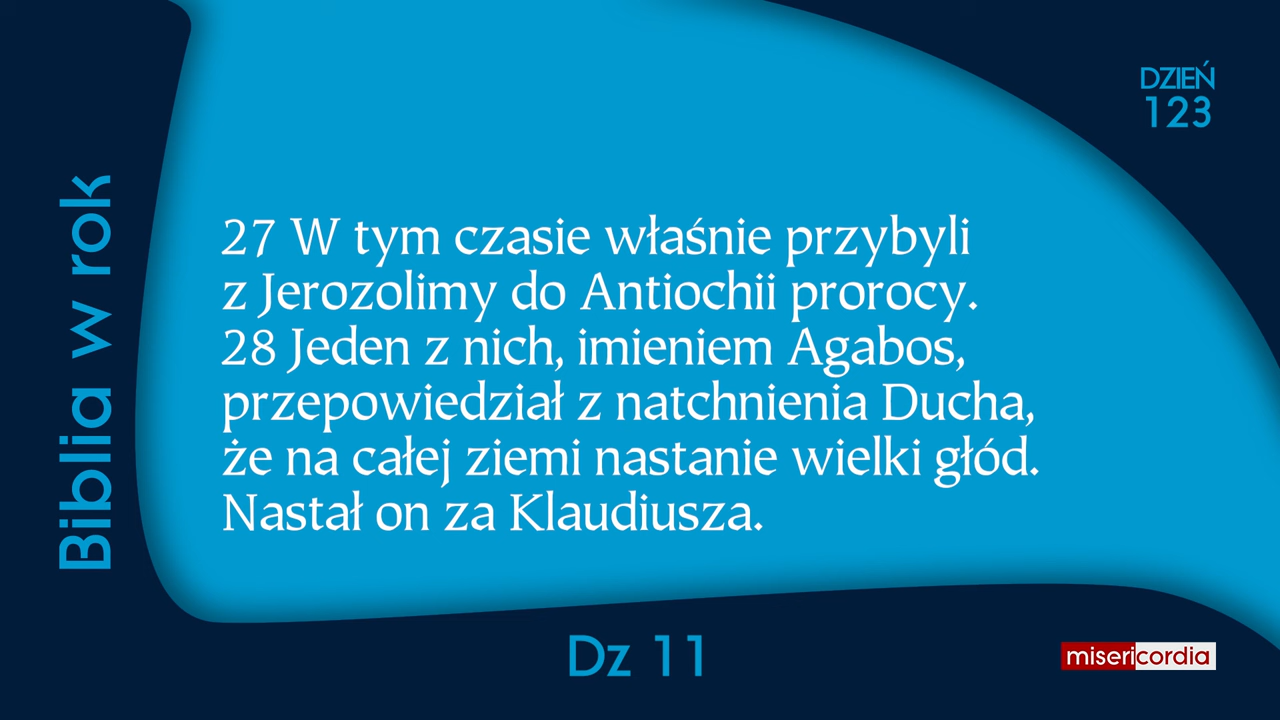 DZIEŃ
123
Biblia w rok
27 W tym czasie właśnie przybyli
z Jerozolimy do Antiochii prorocy.
28 Jeden z nich, imieniem Agabos,
przepowiedział z natchnienia Ducha,
że na całej ziemi nastanie wielki głód.
Nastał on za Klaudiusza.
Dz 11
misericordia